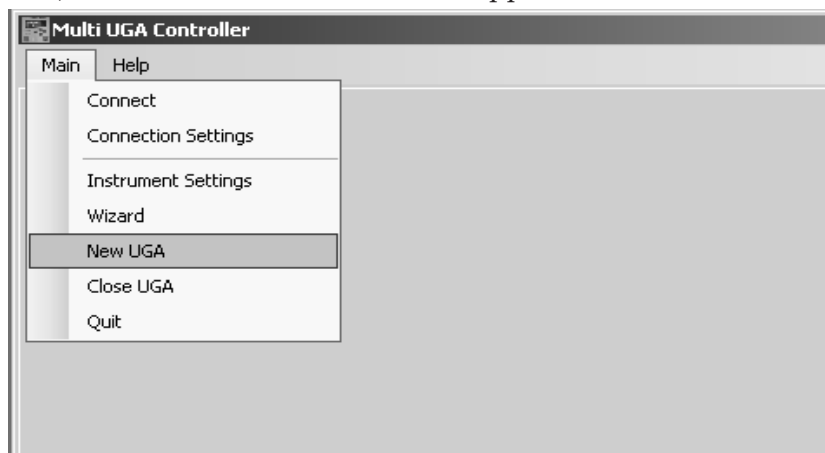 Multi UGA Controller
Main Help
Connect
Connection Settings
Instrument Settings
Wizard
New UGA
Close UGA
Quit